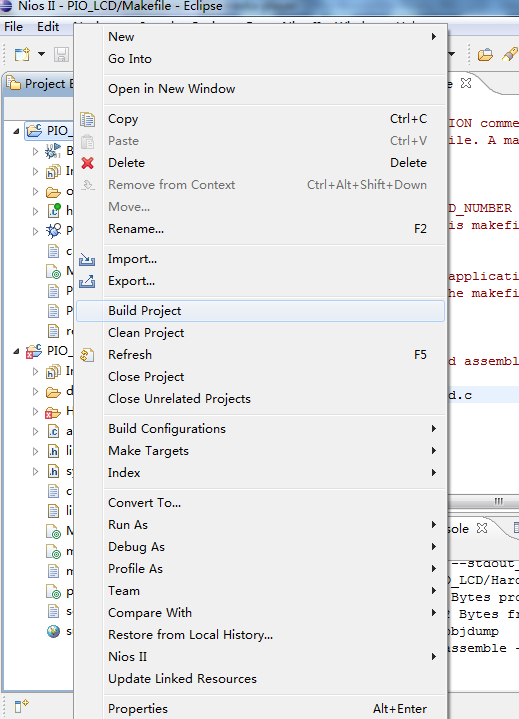 Nios II - PIO_LCD/Makefile - Eclipse
File Edit
Project E
PIO_
PIO_
New
Go Into
Open in New Window
Copy Ctrl+C
Paste Ctrl+V
Delete Delete
Remove from Context Ctrl+Alt+Shift+Down
Move...
Rename... F2
Import...
Export...
Build Project
Clean Project
Refresh F5
Close Project
Close Unrelated Projects
Build Configurations
Make Targets
Index
Convert To...
Run As
Debug As
Profile As
Team
Compare With
Restore from Local History...
Nios II
Update Linked Resources
Properties Alt+Enter
ION comme
ile. A ma
D_NUMBER
is makefi
applicati
he makefi
d assembl
d.c
sole
--stdout_
O_LCD/Hard
Bytes pro
Bytes fr
objdump
assemble -